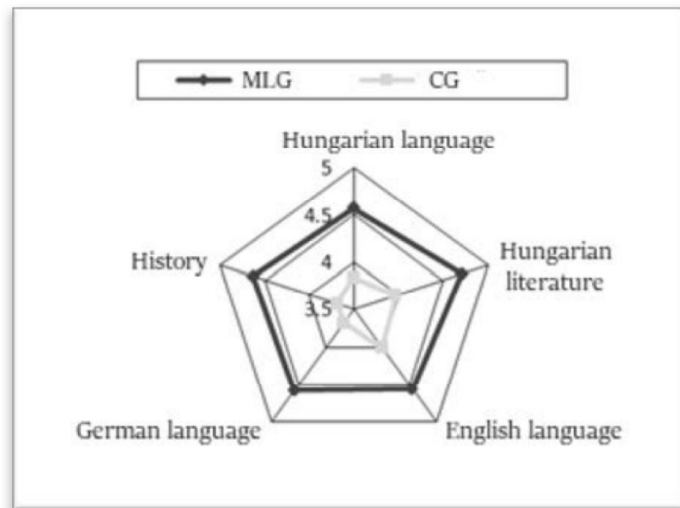 MLG CG
Hungarian language
5
4.5
4
3.5
History
Hungarian
literature
German language
English language